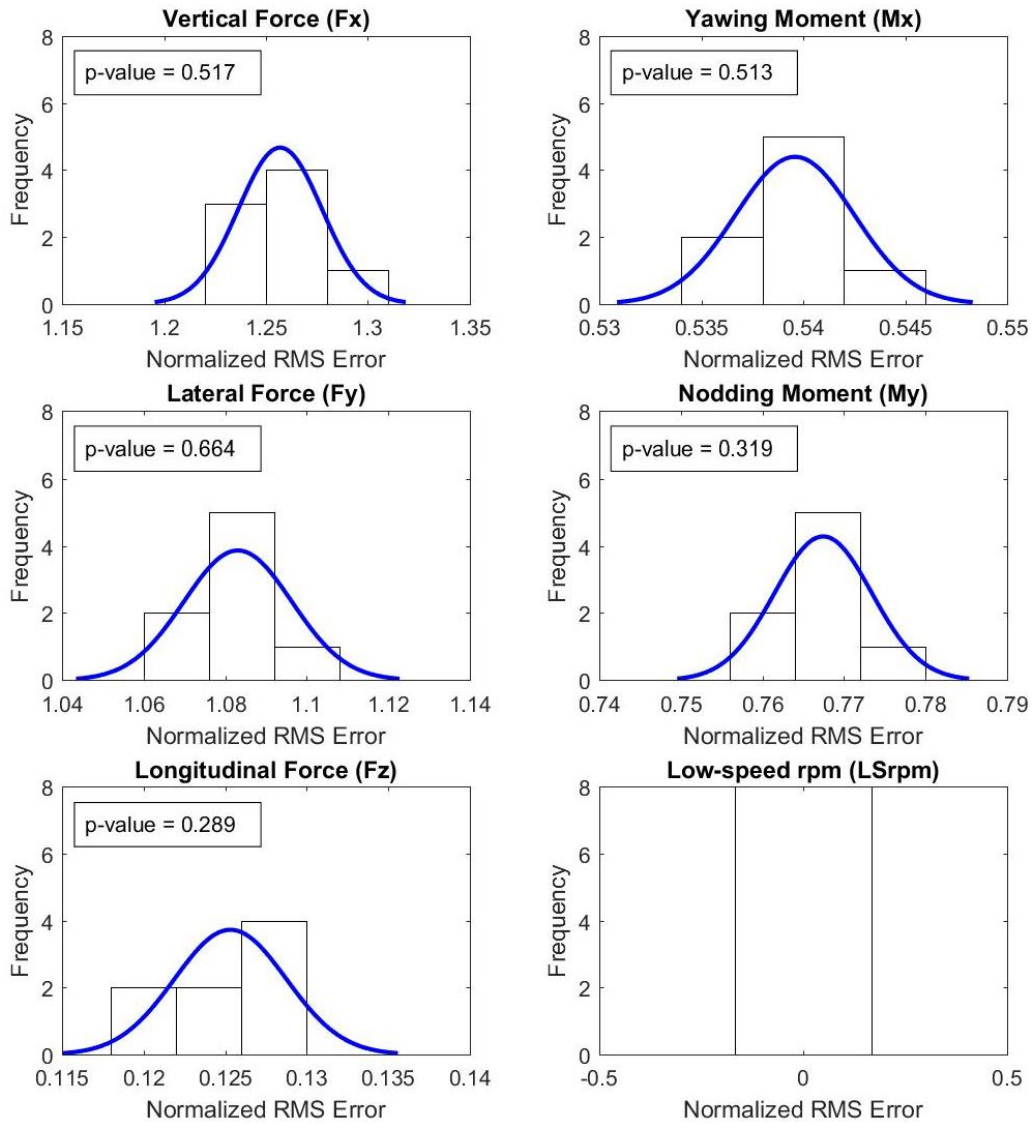 Vertical Force (Fx)
8
p-value = 0.517
6
Frequency
4
2
0
1.15 1.2 1.25 1.3 1.35
Normalized RMS Error
Yawing Moment (Mx)
8
p-value = 0.513
6
Frequency
4
2
0
0.53 0.535 0.54 0.545 0.55
Normalized RMS Error
Lateral Force (Fy)
8
p-value = 0.664
6
Frequency
4
2
0
1.04 1.06 1.08 1.1 1.12 1.14
Normalized RMS Error
Nodding Moment (My)
8
p-value = 0.319
6
Frequency
4
2
0
0.74 0.75 0.76 0.77 0.78 0.79
Normalized RMS Error
Longitudinal Force (Fz)
8
p-value = 0.289
6
Frequency
4
2
0
0.115 0.12 0.125 0.13 0.135 0.14
Normalized RMS Error
Low-speed rpm (LSrpm)
8
6
Frequency
4
2
0
-0.5 0 0.5
Normalized RMS Error